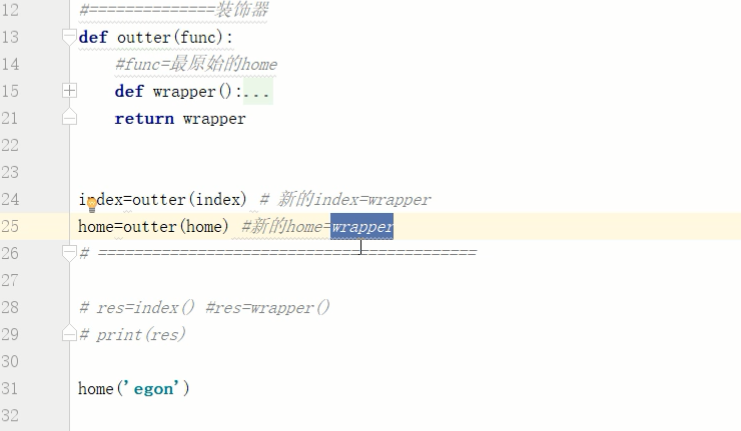 12 #==============装饰器
13 def outter(func):
14 #func=最原始的home
15 def wrapper():...
21 return wrapper
22
23
24 index=outter(index) # 新的index=wrapper
25 home=outter(home) #新的home=wrapper
26 # ==========================================
27
28 # res=index() #res=wrapper()
29 # print(res)
30
31 home('egon')
32